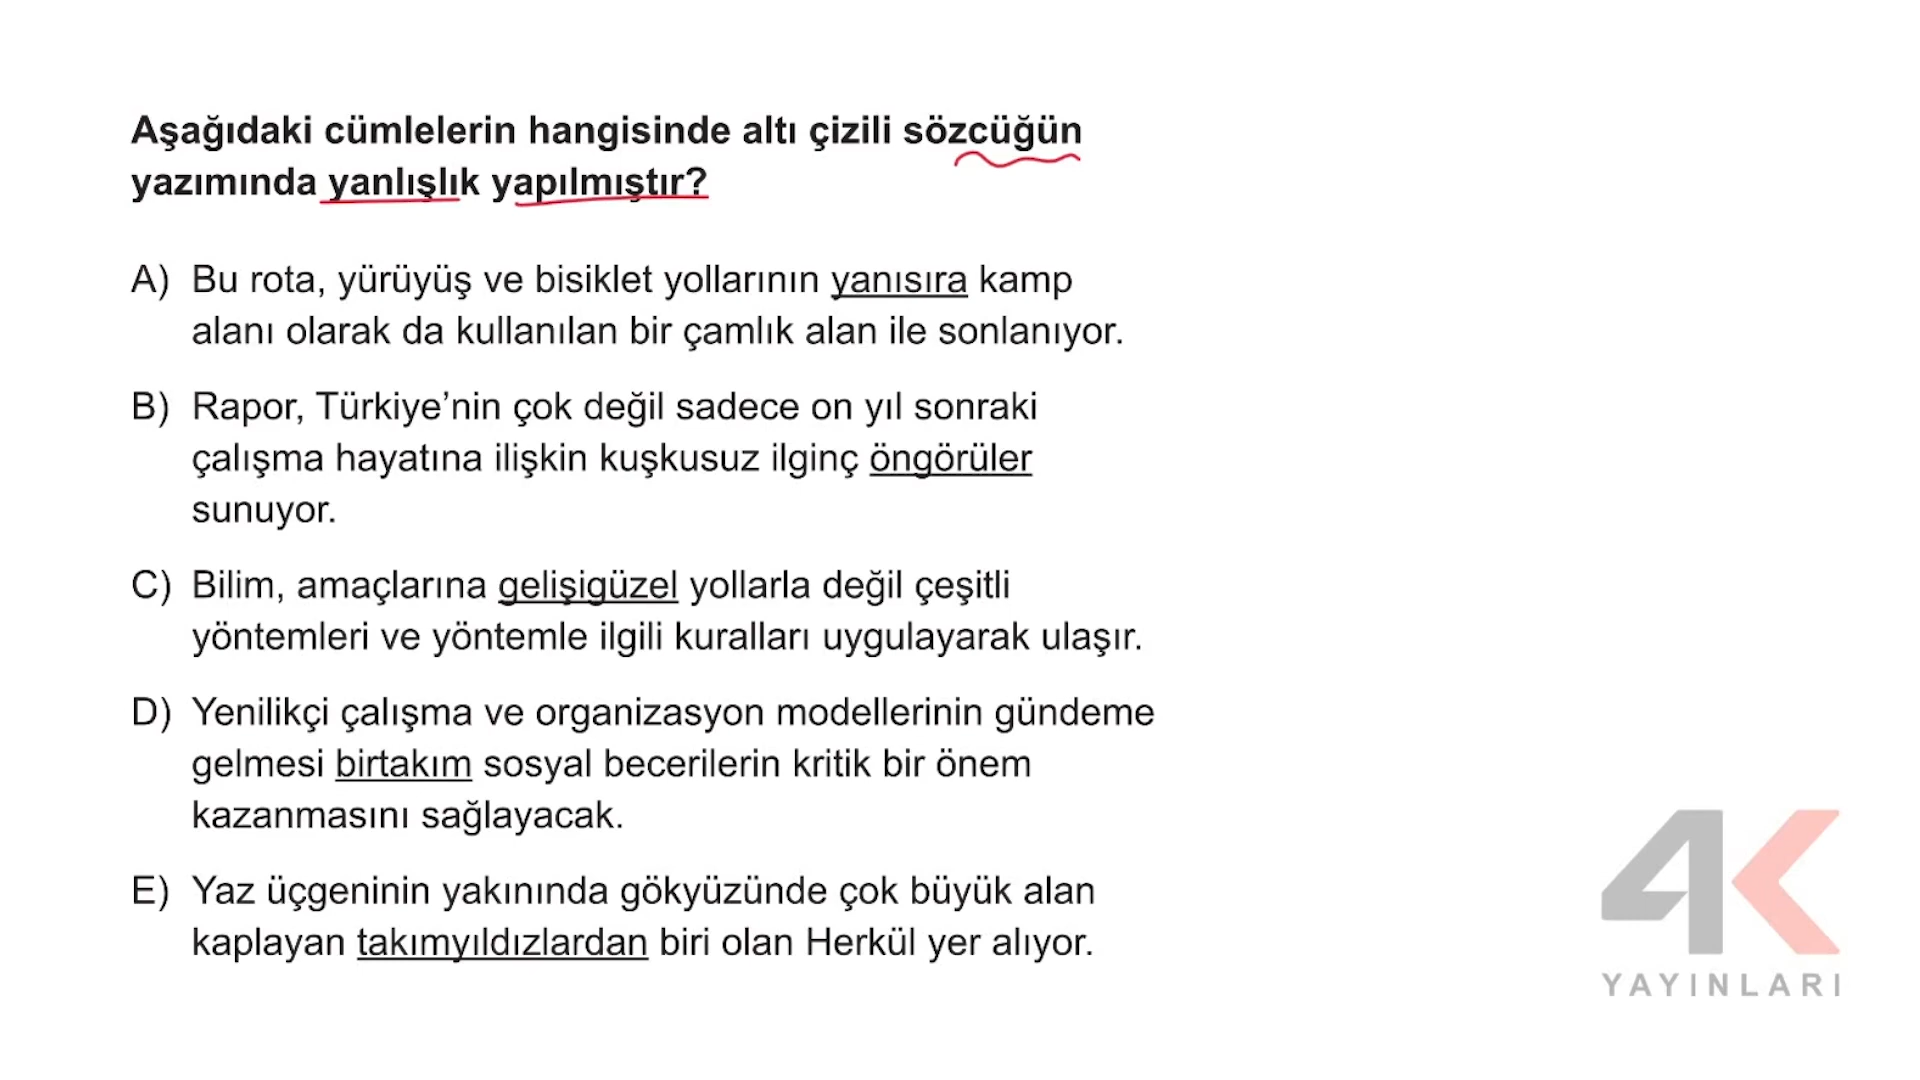 Aşağıdaki cümlelerin hangisinde altı çizili sözcüğün
yazımında yanlışlık yapılmıştır?
A) Bu rota, yürüyüş ve bisiklet yollarının yanısıra kamp
alanı olarak da kullanılan bir çamlık alan ile sonlanıyor.
B) Rapor, Türkiye’nin çok değil sadece on yıl sonraki
çalışma hayatına ilişkin kuşkusuz ilginç öngörüler
sunuyor.
C) Bilim, amaçlarına gelişigüzel yollarla değil çeşitli
yöntemleri ve yöntemle ilgili kuralları uygulayarak ulaşır.
D) Yenilikçi çalışma ve organizasyon modellerinin gündeme
gelmesi birtakım sosyal becerilerin kritik bir önem
kazanmasını sağlayacak.
E) Yaz üçgeninin yakınında gökyüzünde çok büyük alan
kaplayan takımyıldızlardan biri olan Herkül yer alıyor.
4K
YAYINLARI